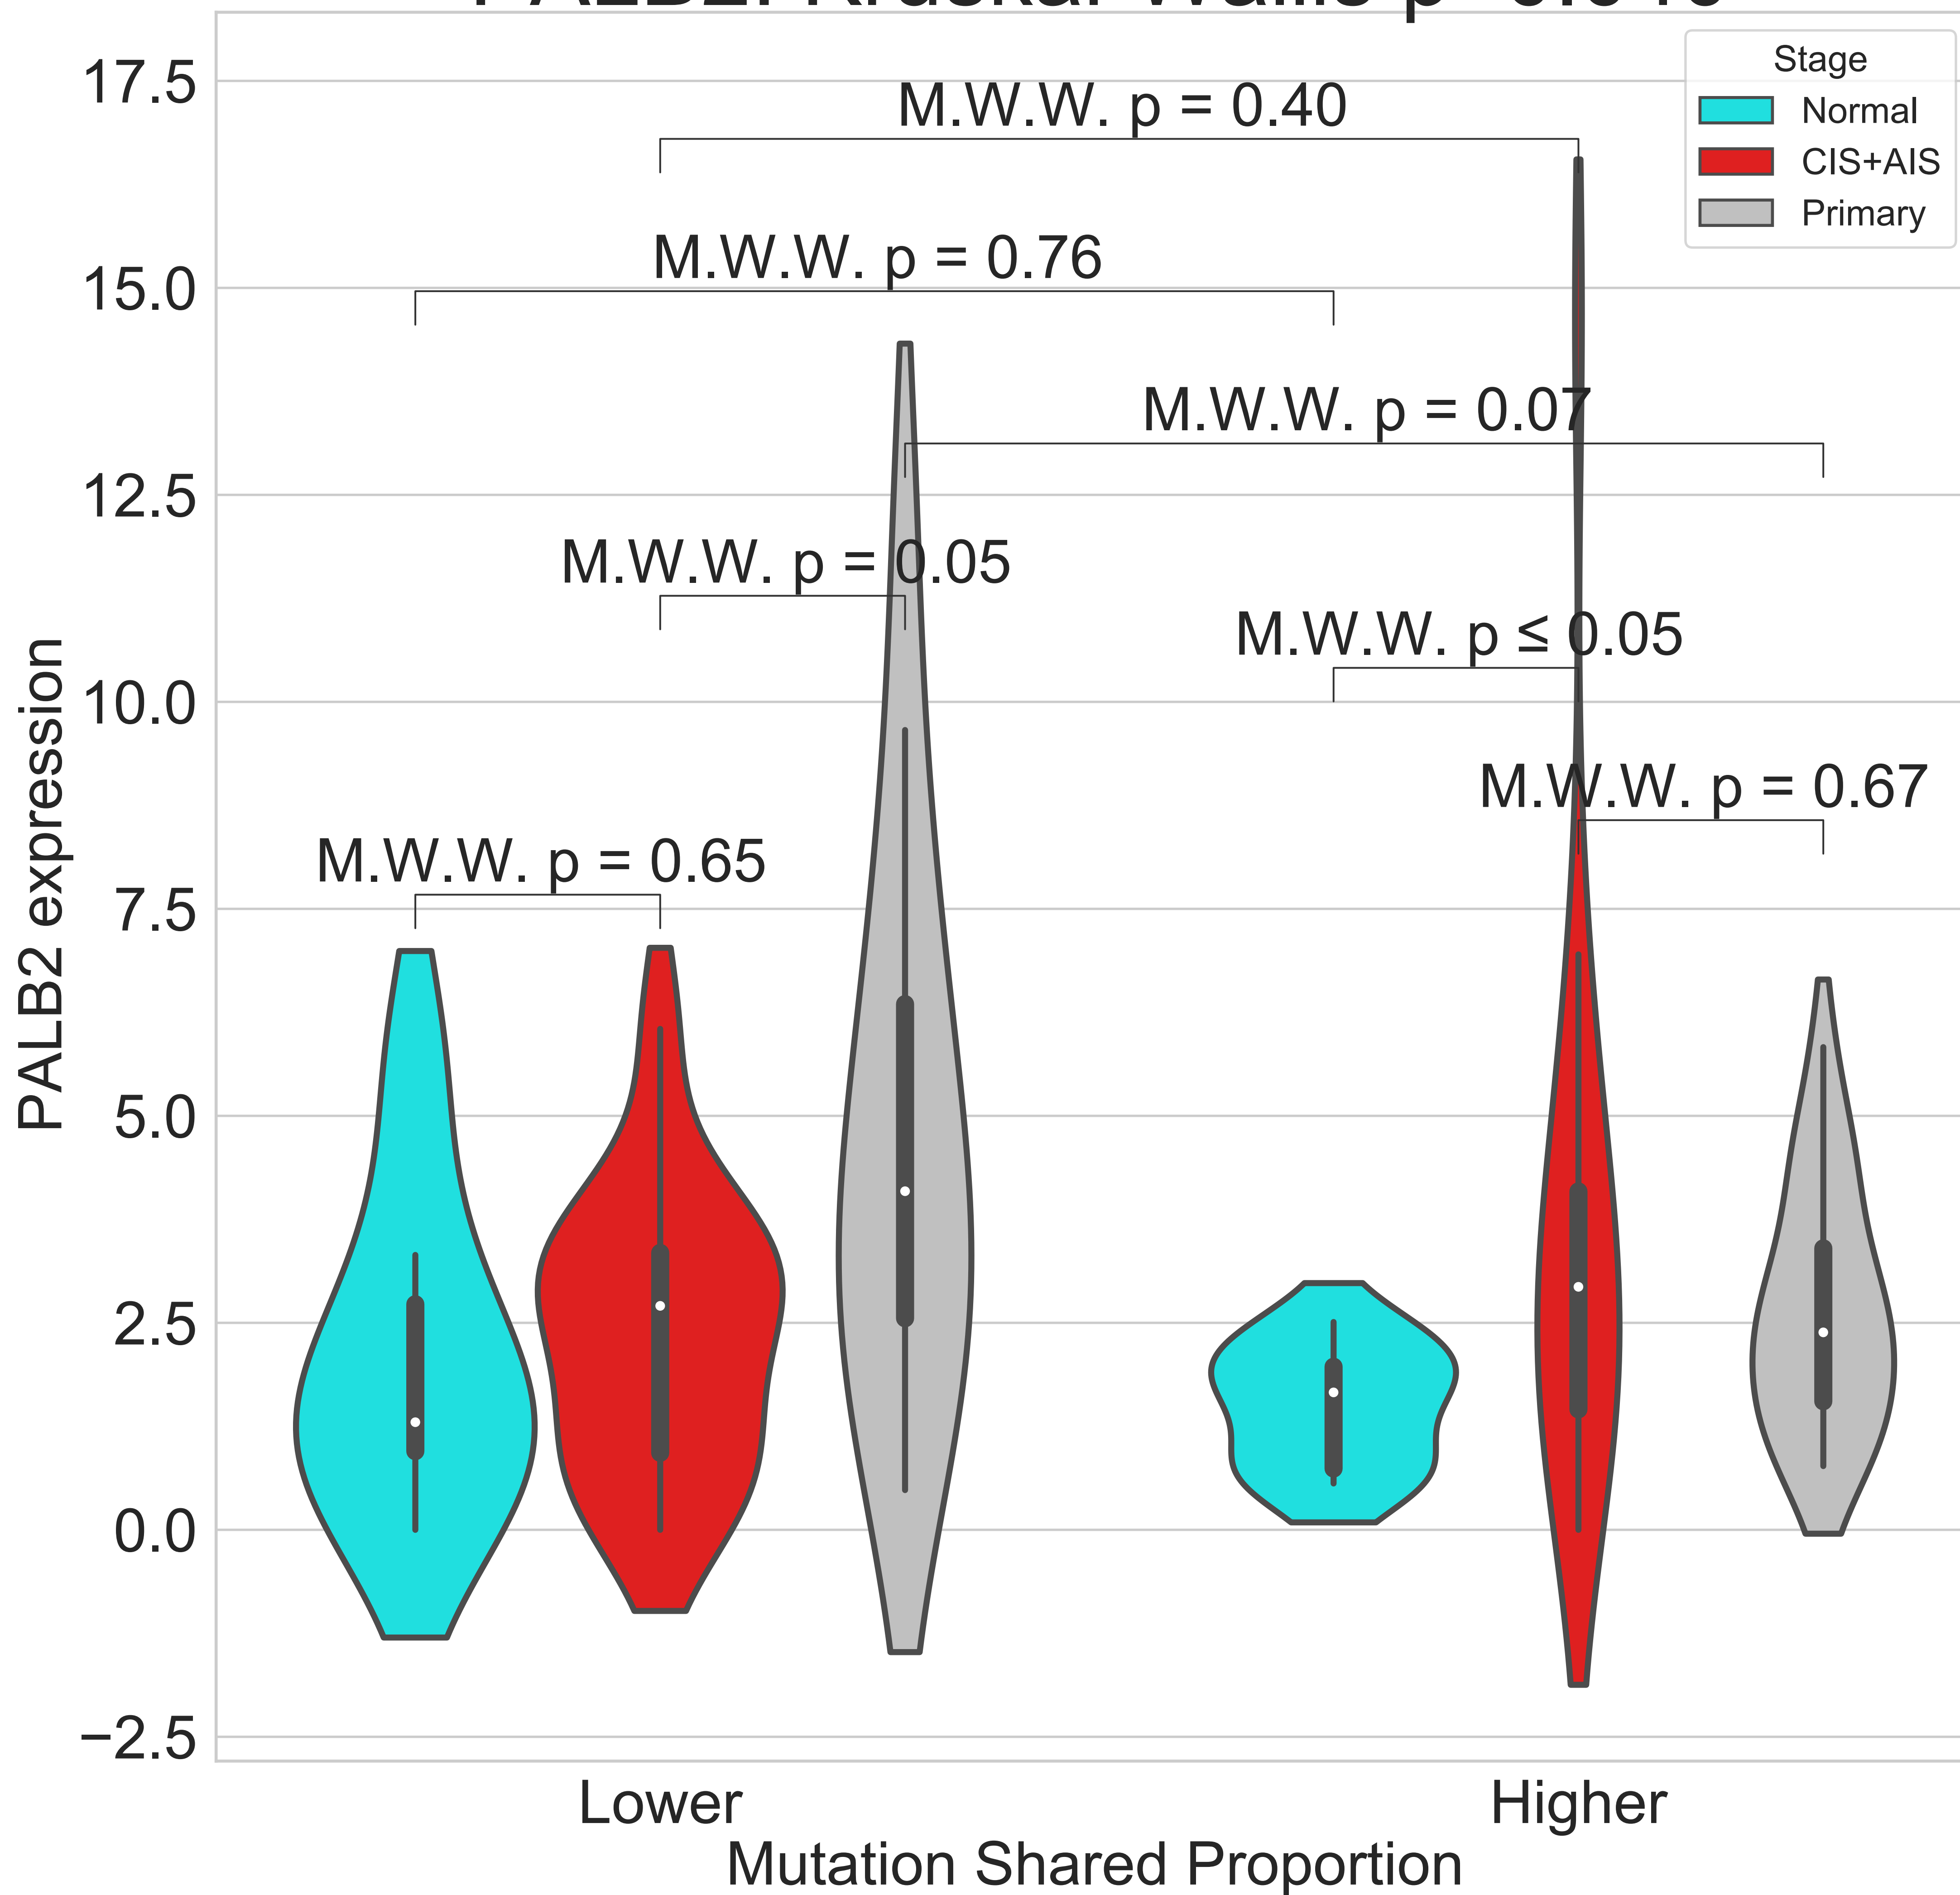 17.5
15.0
12.5
10.0
7.5
5.0
2.5
0.0
−2.5
PALB2 expression
Stage
Normal
CIS+AIS
Primary
M.W.W. p = 0.40
M.W.W. p = 0.76
M.W.W. p = 0.07
M.W.W. p = 0.05
M.W.W. p ≤ 0.05
M.W.W. p = 0.67
M.W.W. p = 0.65
Lower
Higher
Mutation Shared Proportion